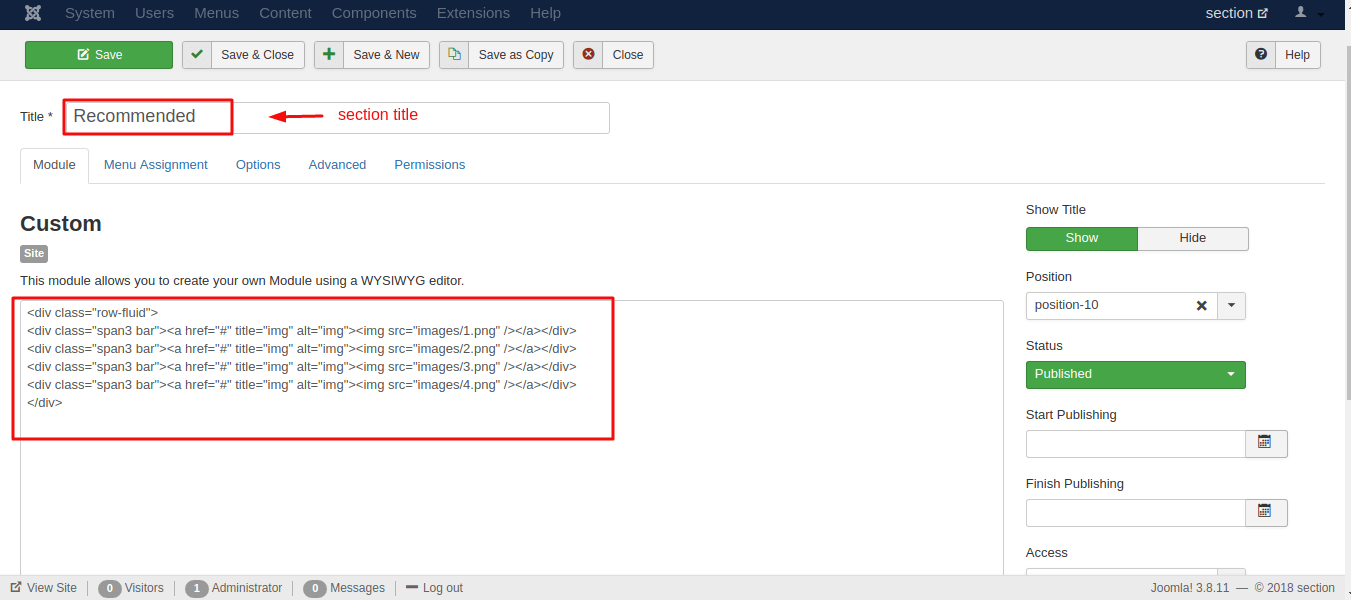 System Users Menus Content Components Extensions Help section
Save Save & Close Save & New Save as Copy Close Help
Title * Recommended section title
Module Menu Assignment Options Advanced Permissions
Custom
Site
This module allows you to create your own Module using a WYSIWYG editor.
<div class="row-fluid">
<div class="span3 bar"><a href="#" title="img" alt="img"><img src="images/1.png" /></a></div>
<div class="span3 bar"><a href="#" title="img" alt="img"><img src="images/2.png" /></a></div>
<div class="span3 bar"><a href="#" title="img" alt="img"><img src="images/3.png" /></a></div>
<div class="span3 bar"><a href="#" title="img" alt="img"><img src="images/4.png" /></a></div>
</div>
Show Title
Show Hide
Position
position-10
Status
Published
Start Publishing
Finish Publishing
Access
View Site 0 Visitors 1 Administrator 0 Messages Log out Joomla! 3.8.11 — © 2018 section